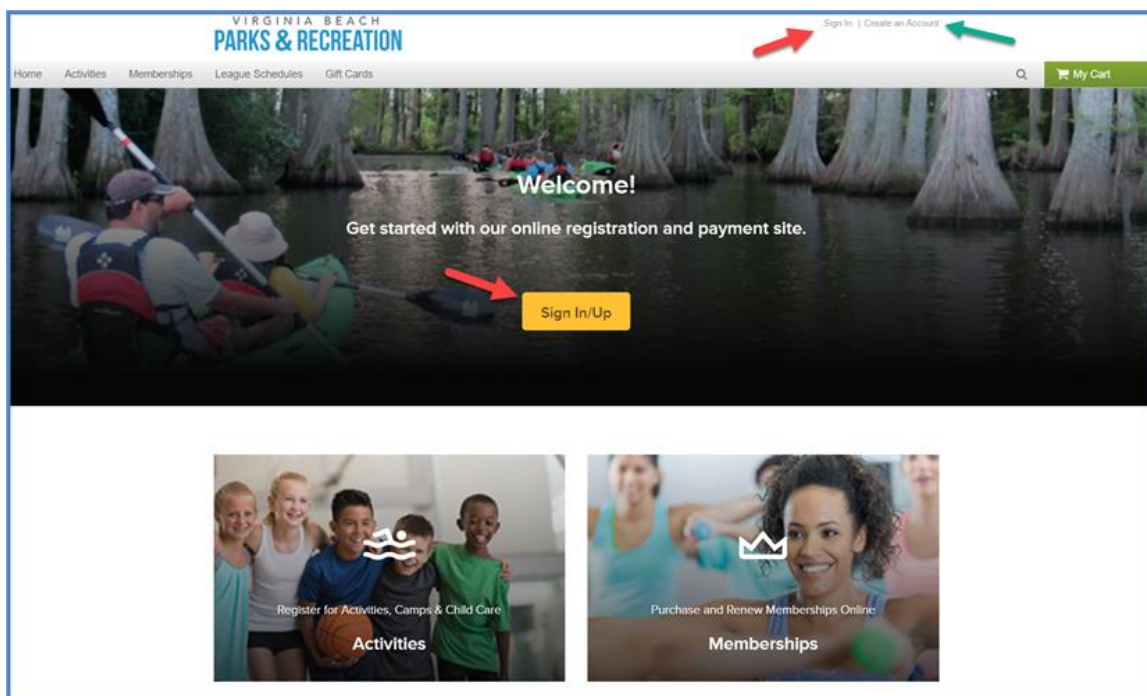 VIRGINIA BEACH
PARKS & RECREATION
Sign In | Create an Account
Home Activities Memberships League Schedules Gift Cards My Cart
Welcome!
Get started with our online registration and payment site.
Sign In/Up
Register for Activities, Camps & Child Care
Activities
Purchase and Renew Memberships Online
Memberships